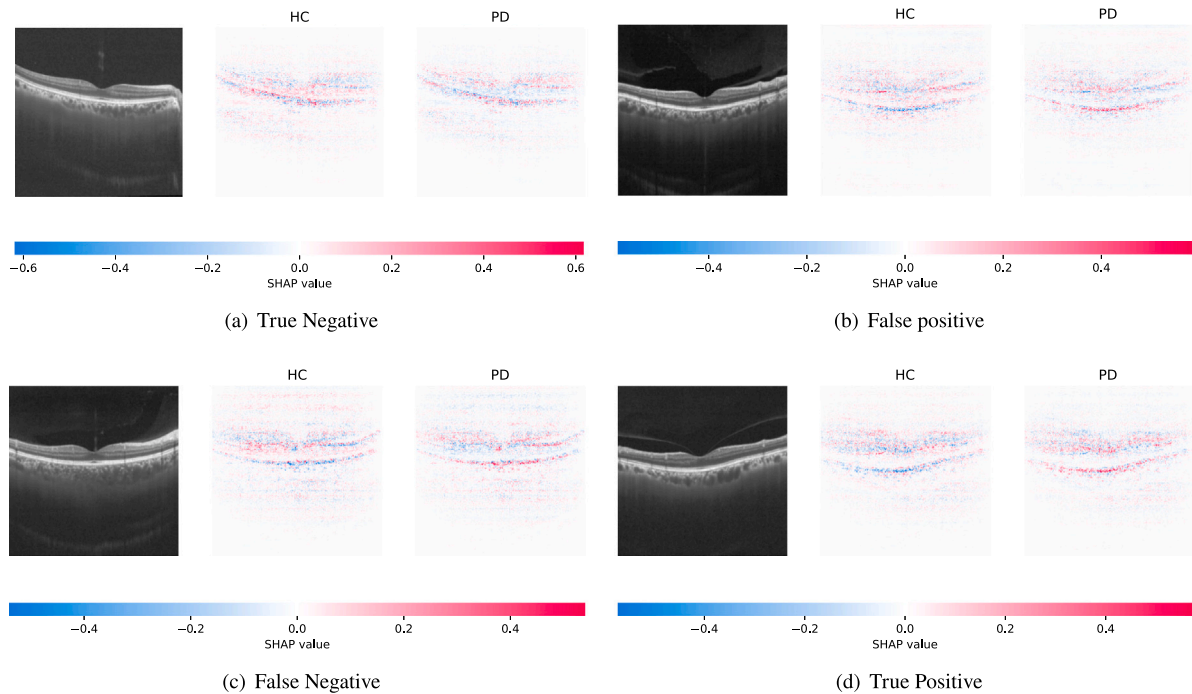 HC PD
HC PD
−0.6 −0.4 −0.2 0.0 0.2 0.4 0.6
SHAP value
−0.4 −0.2 0.0 0.2 0.4
SHAP value
(a) True Negative
(b) False positive
HC PD
HC PD
−0.4 −0.2 0.0 0.2 0.4
SHAP value
−0.4 −0.2 0.0 0.2 0.4
SHAP value
(c) False Negative
(d) True Positive